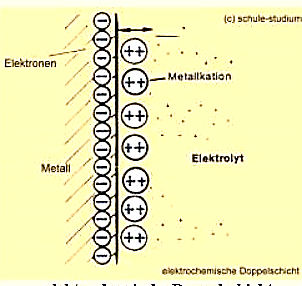 (c) schule-studium
Elektronen
Metallkation
Elektrolyt
Metall
elektrochemische Doppelschicht